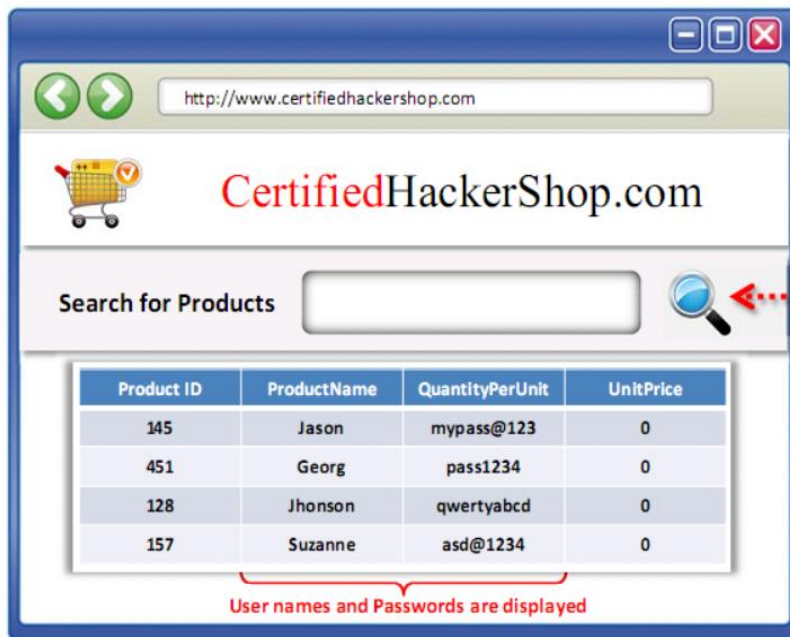 http://www.certifiedhackershop.com
CertifiedHackerShop.com
Search for Products
Product ID ProductName QuantityPerUnit UnitPrice
145 Jason mypass@123 0
451 Georg pass1234 0
128 Jhonson qwertyabcd 0
157 Suzanne asd@1234 0
User names and Passwords are displayed